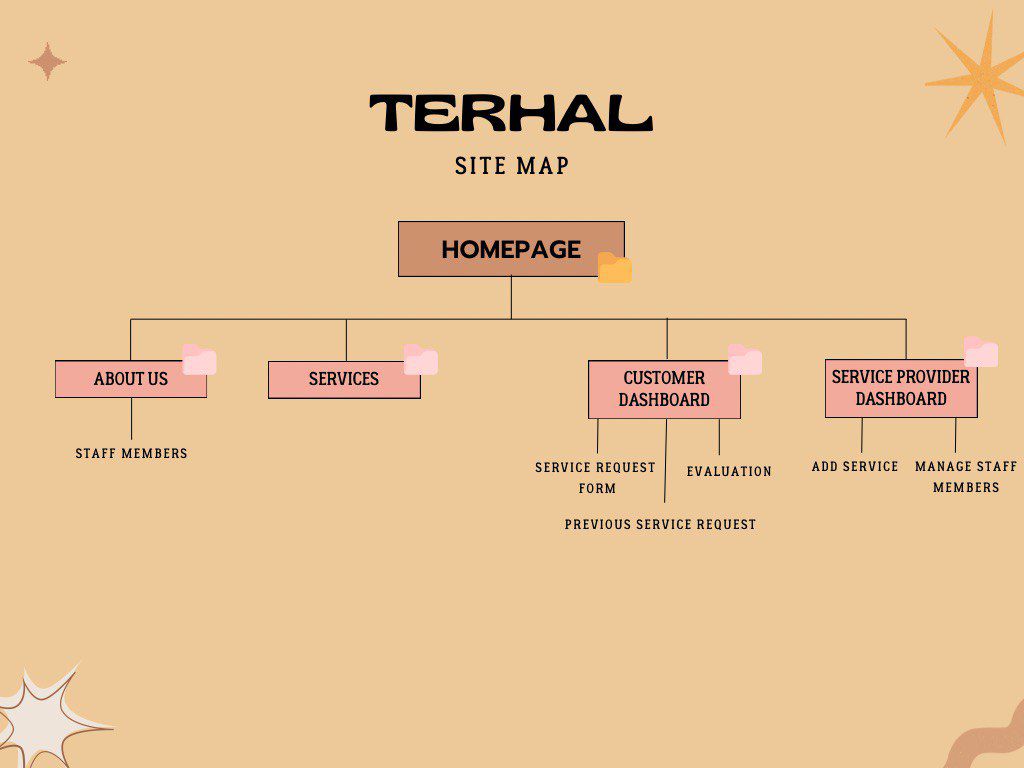 TERHAL
SITE MAP
HOMEPAGE
ABOUT US
SERVICES
CUSTOMER
DASHBOARD
SERVICE PROVIDER
DASHBOARD
STAFF MEMBERS
SERVICE REQUEST
FORM
EVALUATION
PREVIOUS SERVICE REQUEST
ADD SERVICE
MANAGE STAFF
MEMBERS